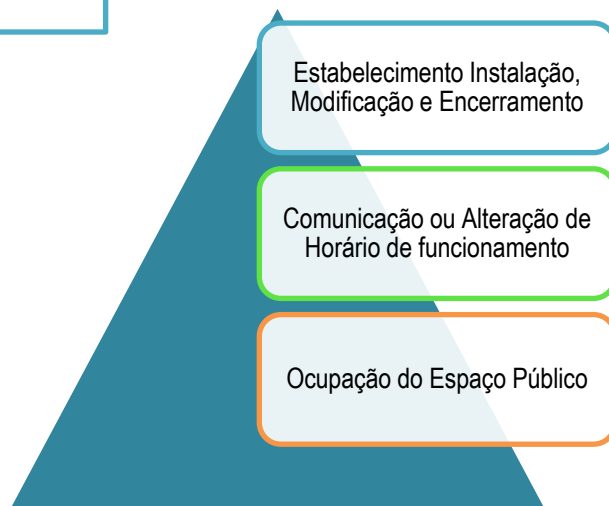 Estabelecimento Instalação,
Modificação e Encerramento
Comunicação ou Alteração de
Horário de funcionamento
Ocupação do Espaço Público